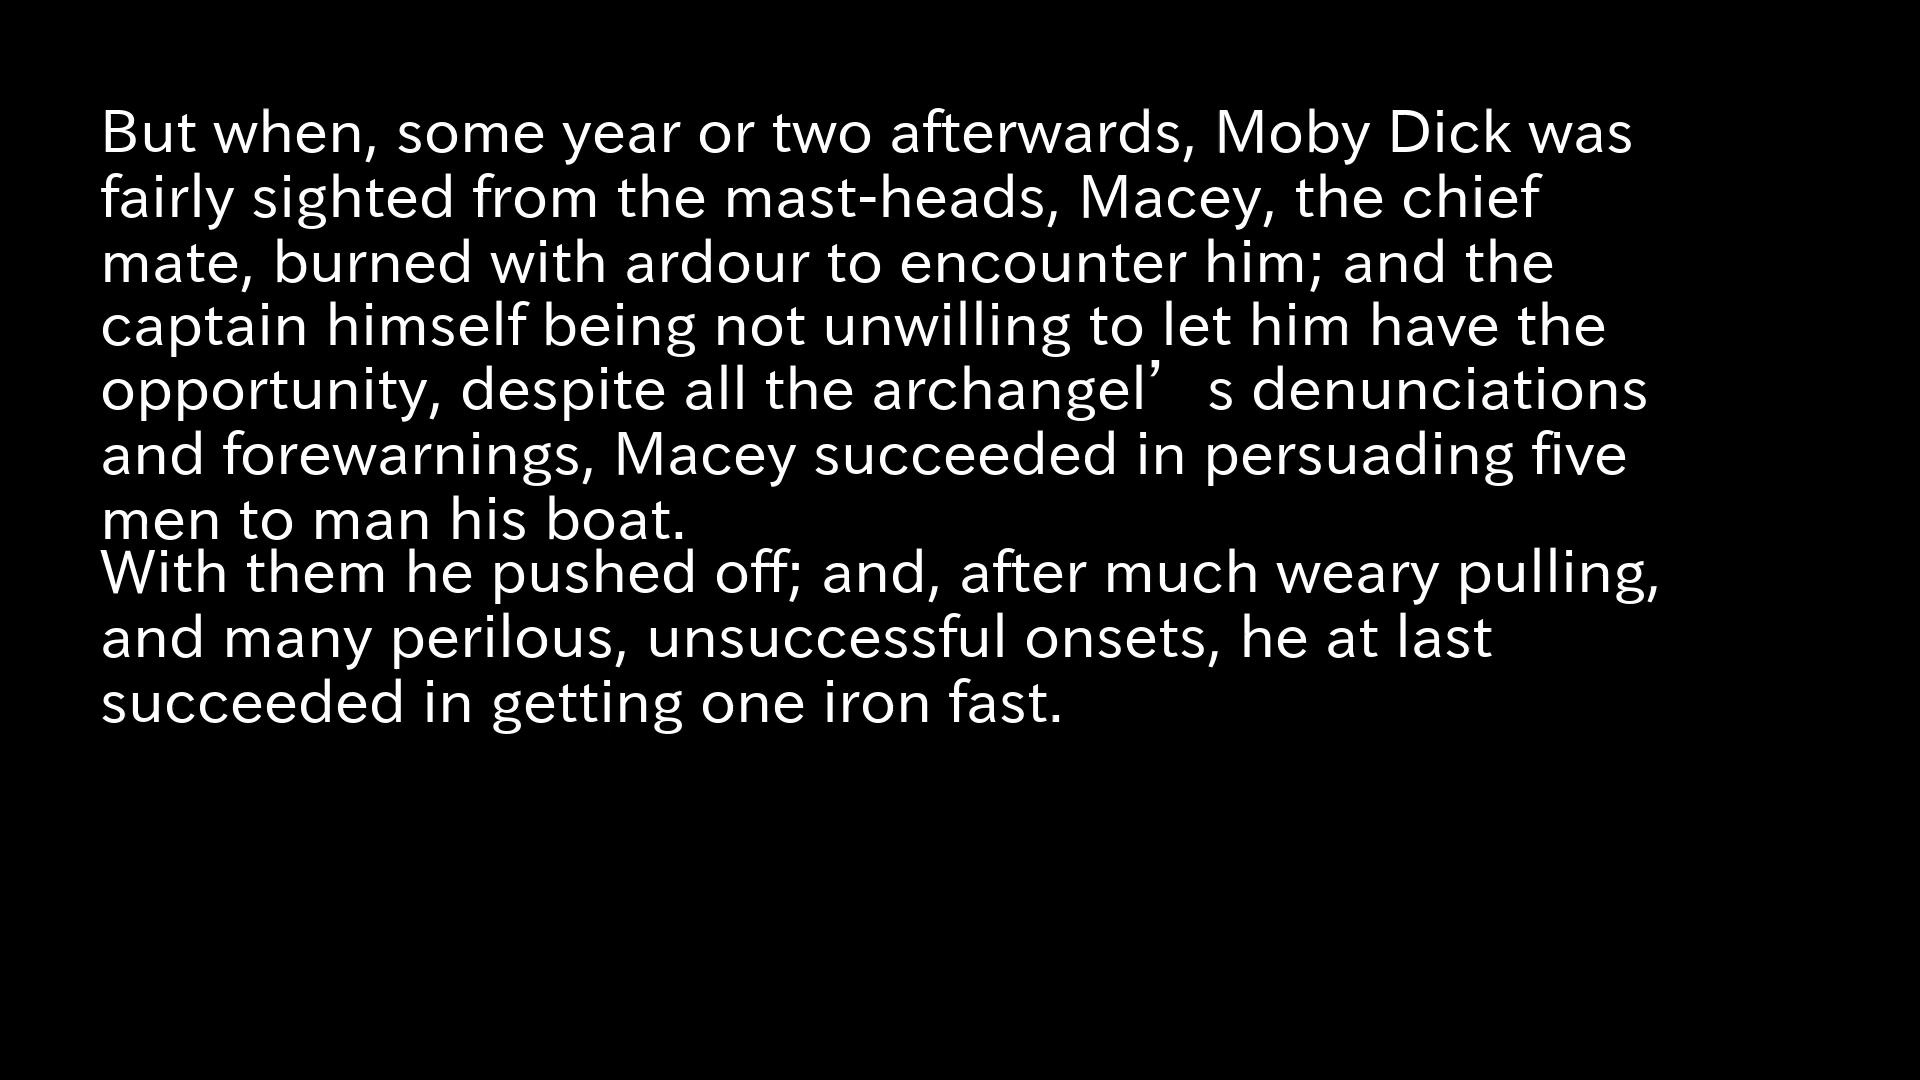 But when, some year or two afterwards, Moby Dick was
fairly sighted from the mast-heads, Macey, the chief
mate, burned with ardour to encounter him; and the
captain himself being not unwilling to let him have the
opportunity, despite all the archangel’s denunciations
and forewarnings, Macey succeeded in persuading five
men to man his boat.
With them he pushed off; and, after much weary pulling,
and many perilous, unsuccessful onsets, he at last
succeeded in getting one iron fast.